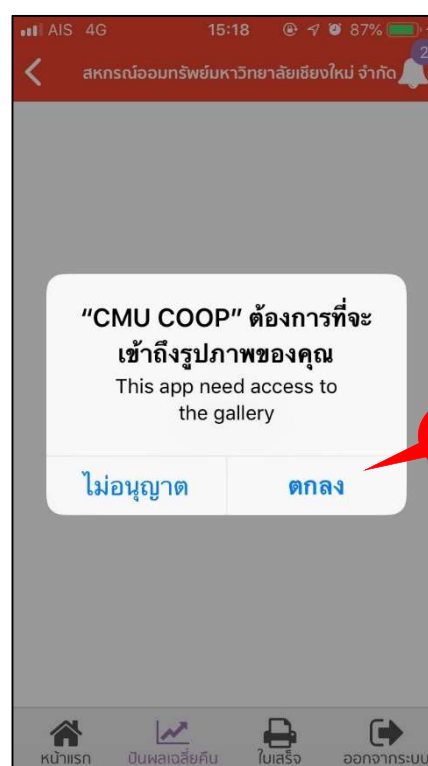 AIS 4G 15:18 87%
สหกรณ์ออมทรัพย์มหาวิทยาลัยเชียงใหม่ จำกัด 2
"CMU COOP" ต้องการที่จะ
เข้าถึงรูปภาพของคุณ
This app need access to
the gallery
ไม่อนุญาต ตกลง
หน้าแรก ปันผลเฉลี่ยคืน ใบเสร็จ ออกจากระบบ